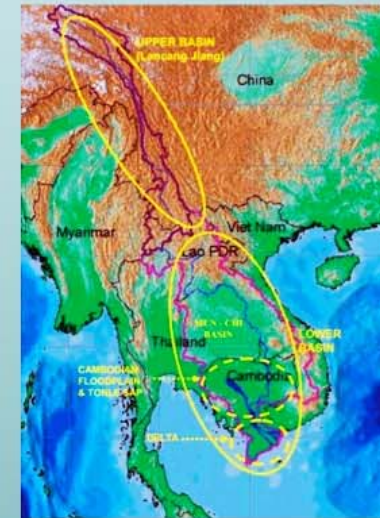 UPPER BASIN
(Lancang Jiang)
China
Myanmar
Viet Nam
Lao PDR
MUN - CHI
BASIN
Thailand
LOWER
BASIN
CAMBODIAN
FLOODPLAIN
& TONLE SAP
Cambodia
DELTA